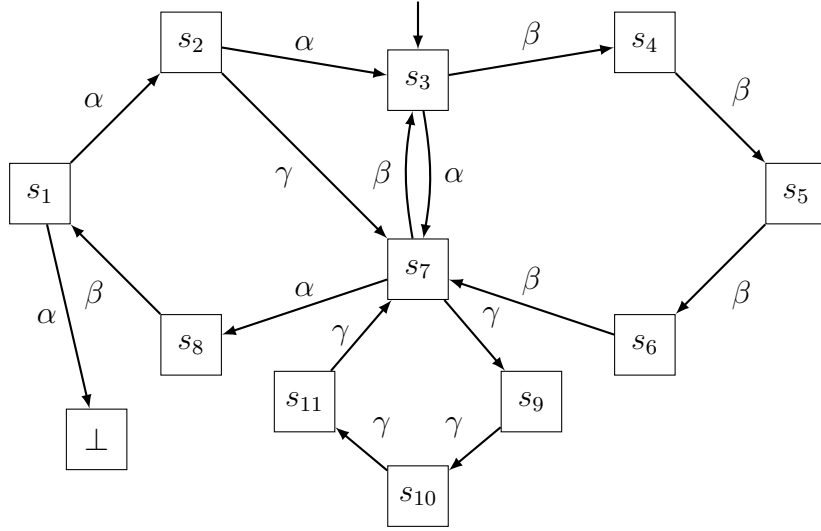 s₂ α s₃ β s₄
α β
s₁ γ β α s₅
s₇
α β α β β
s₈ γ γ s₆
s₁₁ s₉
⊥ γ γ
s₁₀